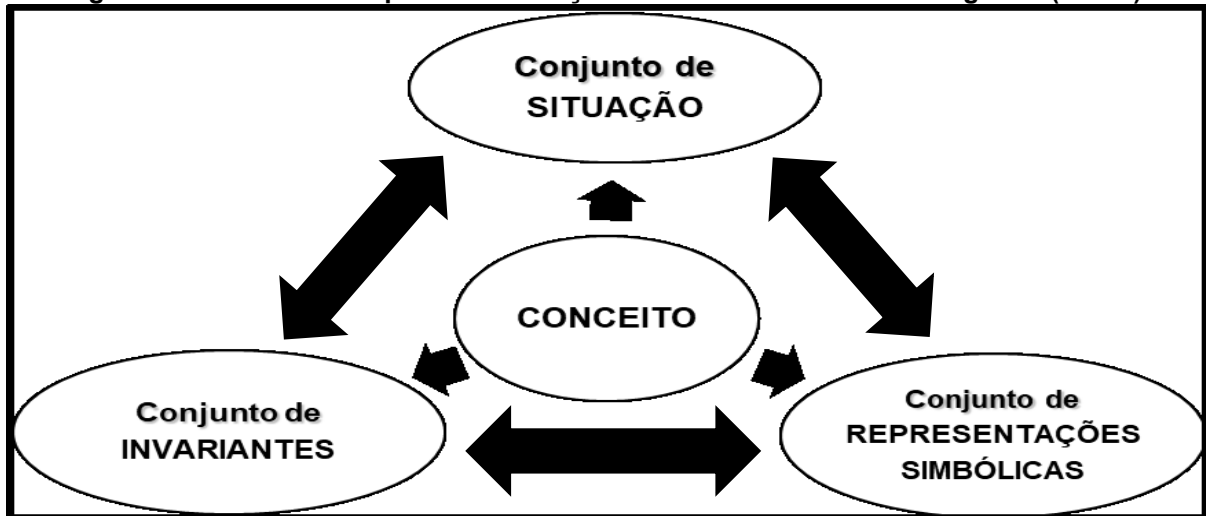 Conjunto de
SITUAÇÃO
CONCEITO
Conjunto de
INVARIANTES
Conjunto de
REPRESENTAÇÕES
SIMBÓLICAS